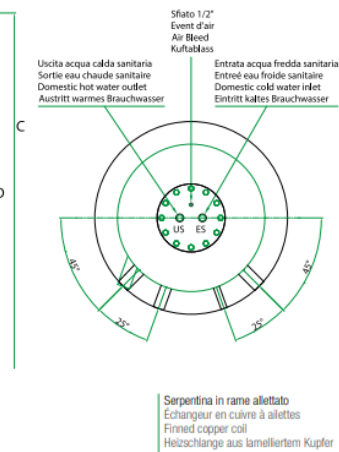 Sfiato 1/2"
Event d'air
Air Bleed
Kuftablass
Uscita acqua calda sanitaria
Sortie eau chaude sanitaire
Domestic hot water outlet
Austritt warmes Brauchwasser
Entrata acqua fredda sanitaria
Entreé eau froide sanitaire
Domestic cold water inlet
Eintritt kaltes Brauchwasser
C
D
US
ES
45°
45°
25°
25°
Serpentina in rame allettato
Échangeur en cuivre à ailettes
Finned copper coil
Heizschlange aus lamelliertem Kupfer